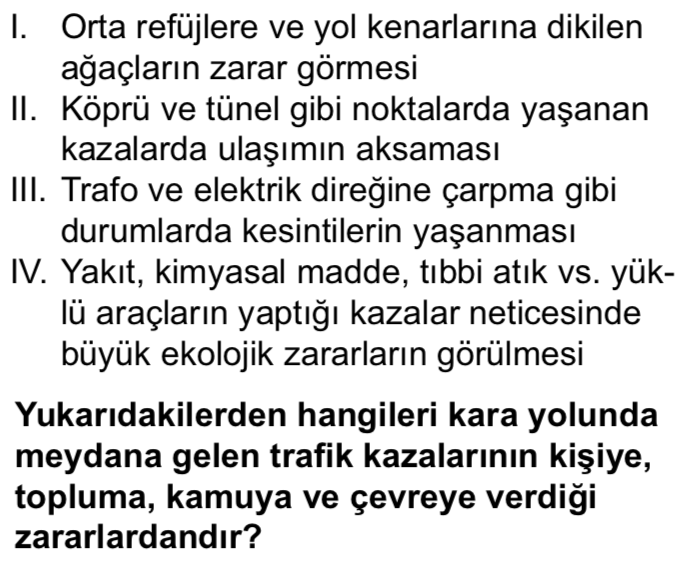 I. Orta refüjlere ve yol kenarlarına dikilen
ağaçların zarar görmesi
II. Köprü ve tünel gibi noktalarda yaşanan
kazalarda ulaşımın aksaması
III. Trafo ve elektrik direğine çarpma gibi
durumlarda kesintilerin yaşanması
IV. Yakıt, kimyasal madde, tıbbi atık vs. yük-
lü araçların yaptığı kazalar neticesinde
büyük ekolojik zararların görülmesi
Yukarıdakilerden hangileri kara yolunda
meydana gelen trafik kazalarının kişiye,
topluma, kamuya ve çevreye verdiği
zararlardandır?